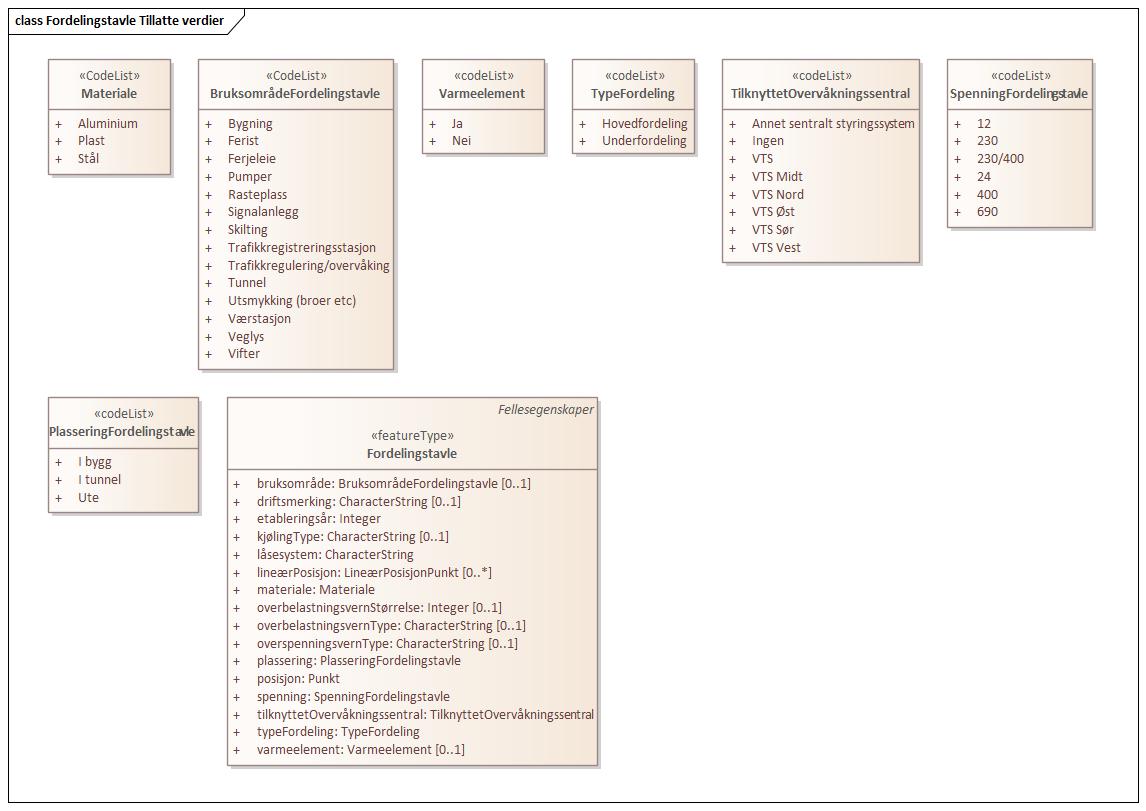 class Fordelingstavle Tillatte verdier
«CodeList»
Materiale
+ Aluminium
+ Plast
+ Stål
«CodeList»
BruksområdeFordelingstavle
+ Bygning
+ Ferist
+ Ferjeleie
+ Pumper
+ Rasteplass
+ Signalanlegg
+ Skilting
+ Trafikkregistreringsstasjon
+ Trafikkregulering/overvåking
+ Tunnel
+ Utsmykking (broer etc)
+ Værstasjon
+ Veglys
+ Vifter
«codeList»
Varmeelement
+ Ja
+ Nei
«codeList»
TypeFordeling
+ Hovedfordeling
+ Underfordeling
«codeList»
TilknyttetOvervåkningssentral
+ Annet sentralt styringssystem
+ Ingen
+ VTS
+ VTS Midt
+ VTS Nord
+ VTS Øst
+ VTS Sør
+ VTS Vest
«codeList»
SpenningFordelingstavle
+ 12
+ 230
+ 230/400
+ 24
+ 400
+ 690
«codeList»
PlasseringFordelingstavle
+ I bygg
+ I tunnel
+ Ute
Fellesegenskaper
«featureType»
Fordelingstavle
+ bruksområde: BruksområdeFordelingstavle [0..1]
+ driftsmerking: CharacterString [0..1]
+ etableringsår: Integer
+ kjølingType: CharacterString [0..1]
+ låsesystem: CharacterString
+ lineærPosisjon: LineærPosisjonPunkt [0..*]
+ materiale: Materiale
+ overbelastningsvernStørrelse: Integer [0..1]
+ overbelastningsvernType: CharacterString [0..1]
+ overspenningsvernType: CharacterString [0..1]
+ plassering: PlasseringFordelingstavle
+ posisjon: Punkt
+ spenning: SpenningFordelingstavle
+ tilknyttetOvervåkningssentral: TilknyttetOvervåkningssentral
+ typeFordeling: TypeFordeling
+ varmeelement: Varmeelement [0..1]